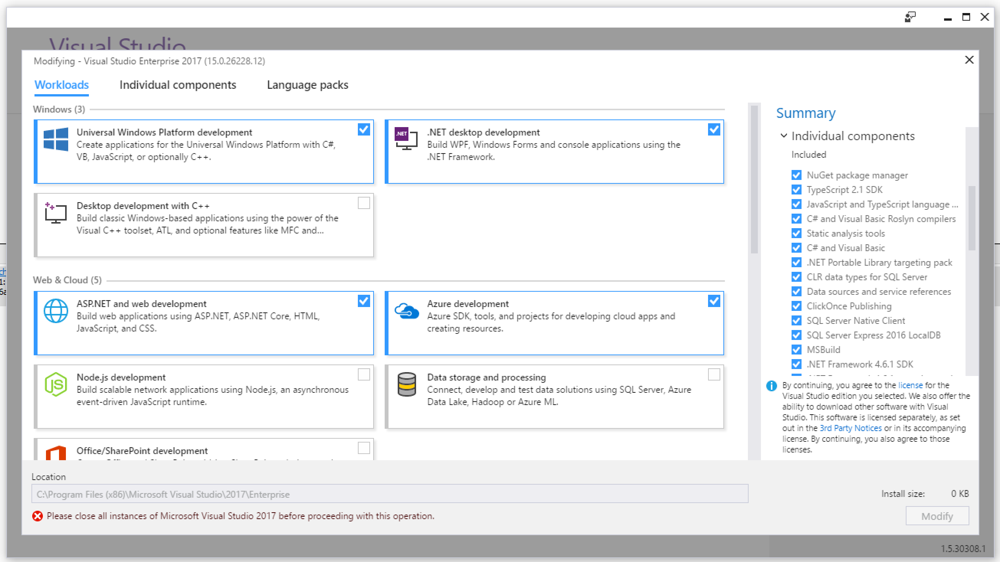 Visual Studio
Modifying - Visual Studio Enterprise 2017 (15.0.26228.12)
Workloads
Individual components
Language packs
Windows (3)
Universal Windows Platform development
Create applications for the Universal Windows Platform with C#,
VB, JavaScript, or optionally C++.
.NET
.NET desktop development
Build WPF, Windows Forms and console applications using the
.NET Framework.
Desktop development with C++
Build classic Windows-based applications using the power of the
Visual C++ toolset, ATL, and optional features like MFC and...
Web & Cloud (5)
ASP.NET and web development
Build web applications using ASP.NET, ASP.NET Core, HTML,
JavaScript, and CSS.
Azure development
Azure SDK, tools, and projects for developing cloud apps and
creating resources.
JS
Node.js development
Build scalable network applications using Node.js, an asynchronous
event-driven JavaScript runtime.
Data storage and processing
Connect, develop and test data solutions using SQL Server, Azure
Data Lake, Hadoop or Azure ML.
Office/SharePoint development
Summary
Individual components
Included
NuGet package manager
TypeScript 2.1 SDK
JavaScript and TypeScript language ...
C# and Visual Basic Roslyn compilers
Static analysis tools
C# and Visual Basic
.NET Portable Library targeting pack
CLR data types for SQL Server
Data sources and service references
ClickOnce Publishing
SQL Server Native Client
SQL Server Express 2016 LocalDB
MSBuild
.NET Framework 4.6.1 SDK
By continuing, you agree to the license for the
Visual Studio edition you selected. We also offer the
ability to download other software with Visual
Studio. This software is licensed separately, as set
out in the 3rd Party Notices or in its accompanying
license. By continuing, you also agree to those
licenses.
Location
C:\Program Files (x86)\Microsoft Visual Studio\2017\Enterprise
Install size: 0 KB
Please close all instances of Microsoft Visual Studio 2017 before proceeding with this operation.
Modify
1.5.30308.1
ch
1:
6a